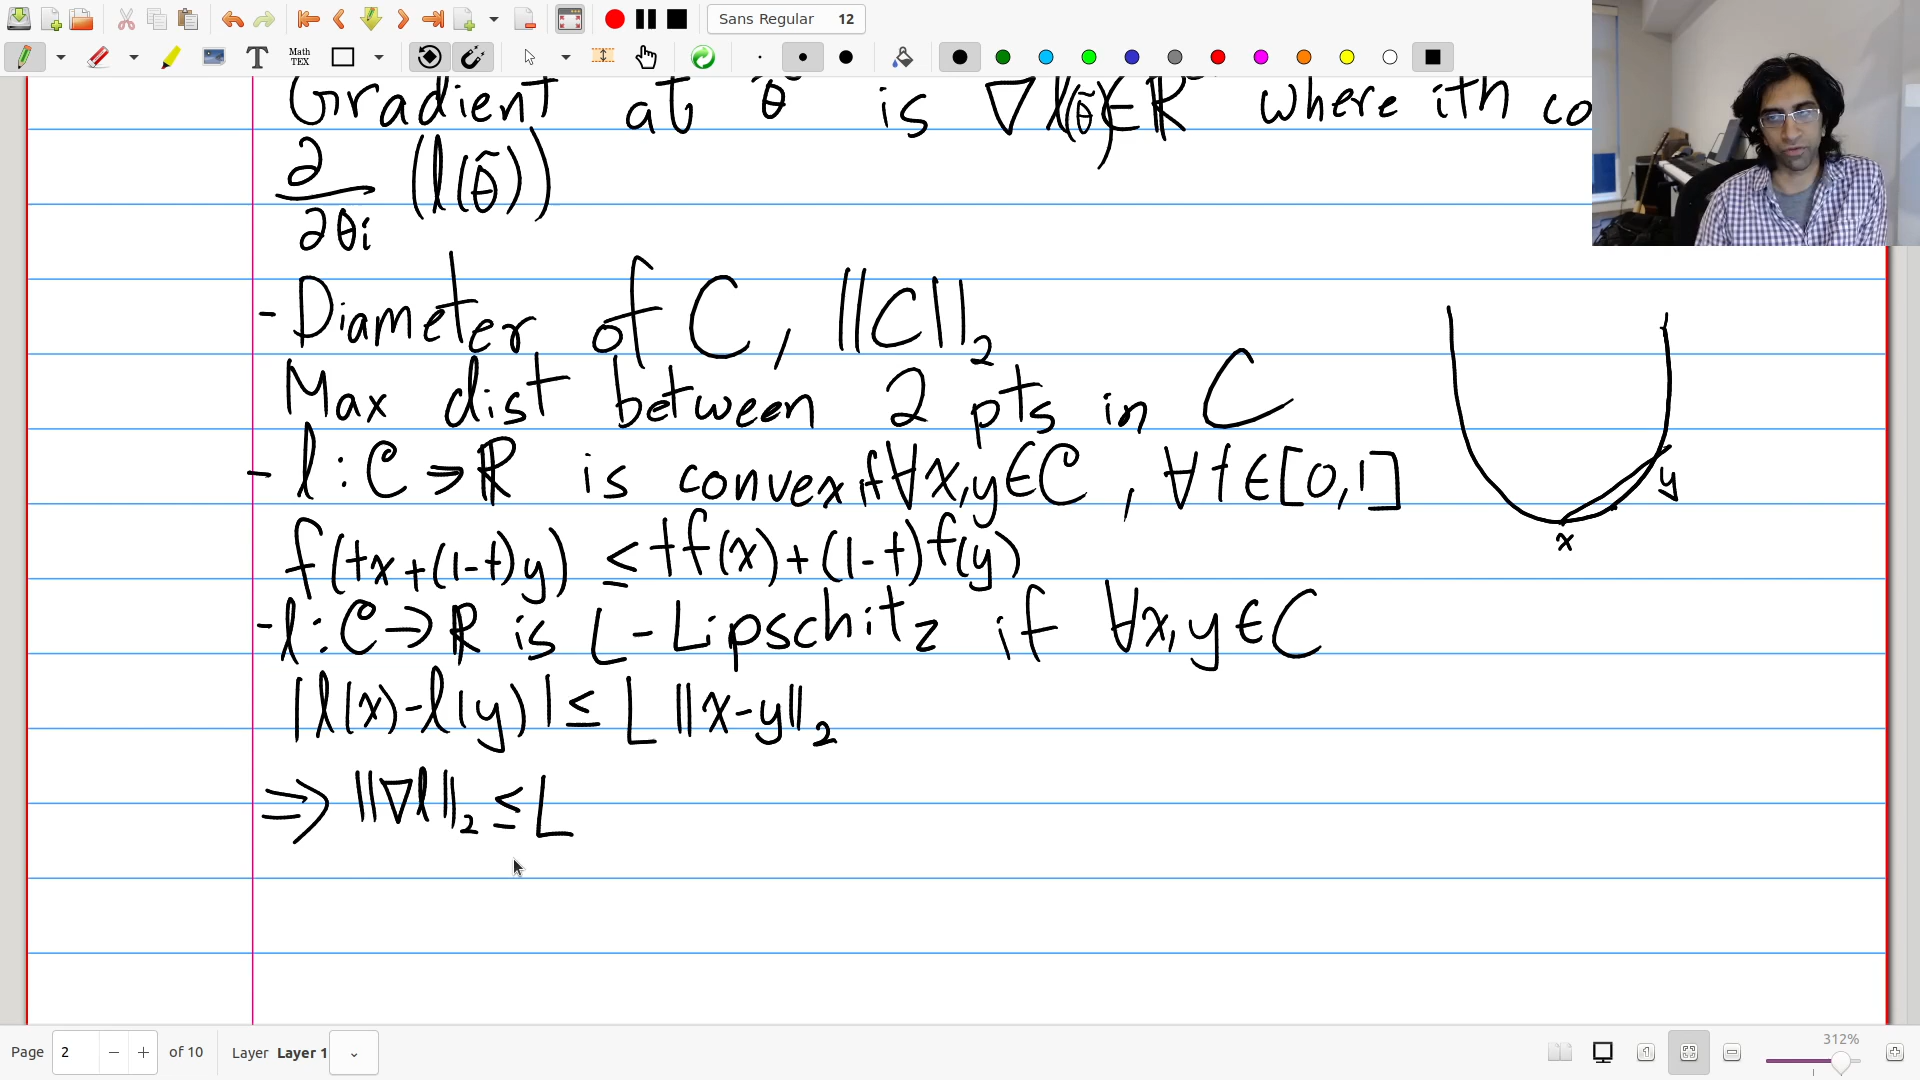 Sans Regular 12
Math TEX
Gradient at θ̃ is ∇l(θ̃)∈ℝ where ith co
∂/∂θi (l(θ̃))
- Diameter of C, ||C||₂
Max dist between 2 pts in C
- l : C → ℝ is convex if ∀x,y∈C, ∀t∈[0,1]
f(tx+(1-t)y) ≤ tf(x)+(1-t)f(y)
- l : C → ℝ is L-Lipschitz if ∀x,y∈C
|l(x)-l(y)| ≤ L ||x-y||₂
⇒ ||∇l||₂ ≤ L
y
x
Page 2 of 10 Layer Layer 1
312%